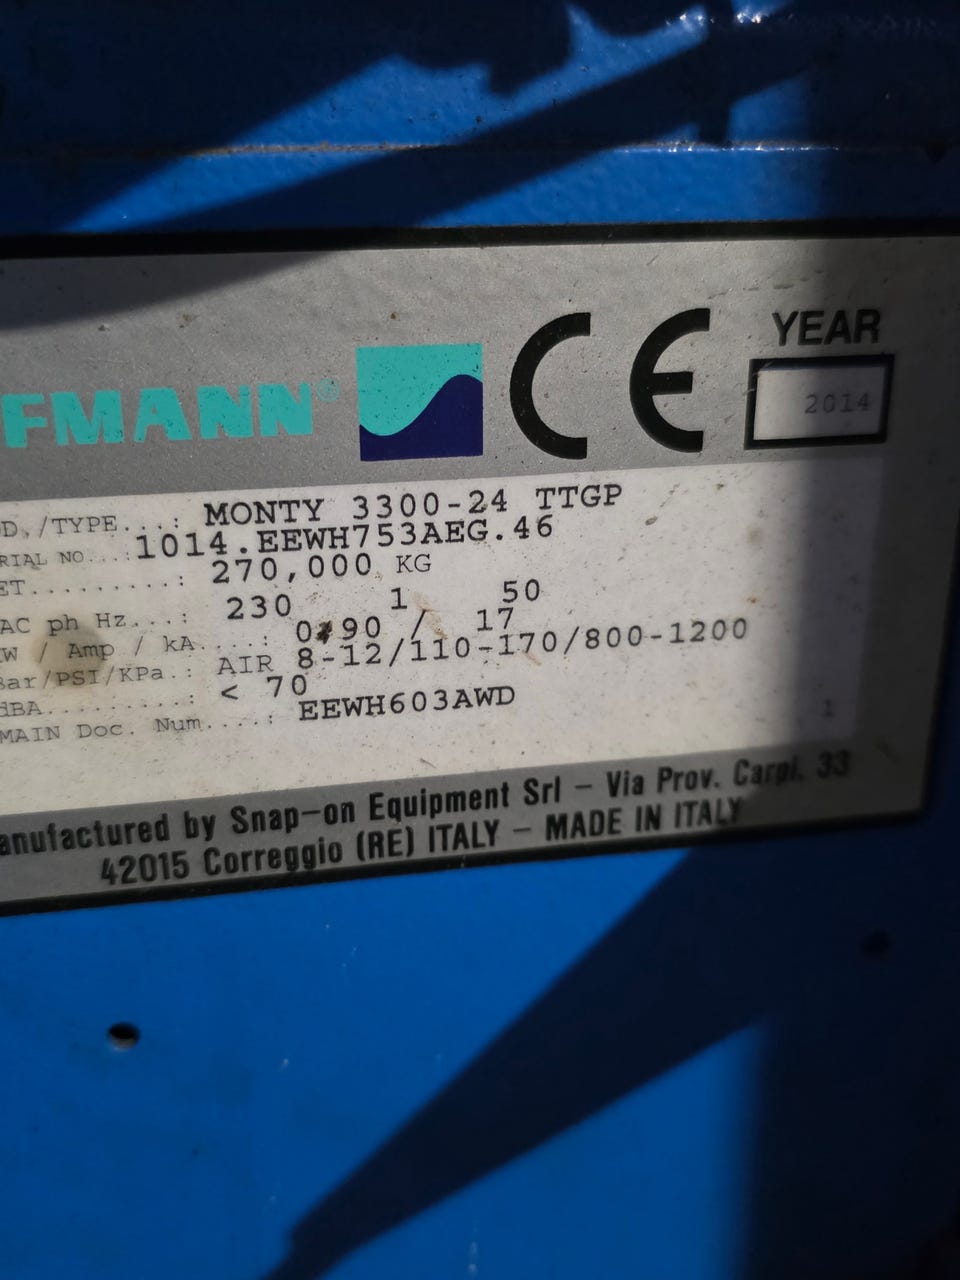 FMANN®
CE
YEAR
2014
D./TYPE...: MONTY 3300-24 TTGP
RIAL NO...: 1014.EEWH753AEG.46
ET.........: 270,000 KG
AC ph Hz...: 230 1 50
W / Amp / kA....: 0,90 / 17
Bar/PSI/KPa.: AIR 8-12/110-170/800-1200
dBA.........: < 70
MAIN Doc. Num....: EEWH603AWD
1
anufactured by Snap-on Equipment Srl - Via Prov. Carpi. 33
42015 Correggio (RE) ITALY - MADE IN ITALY